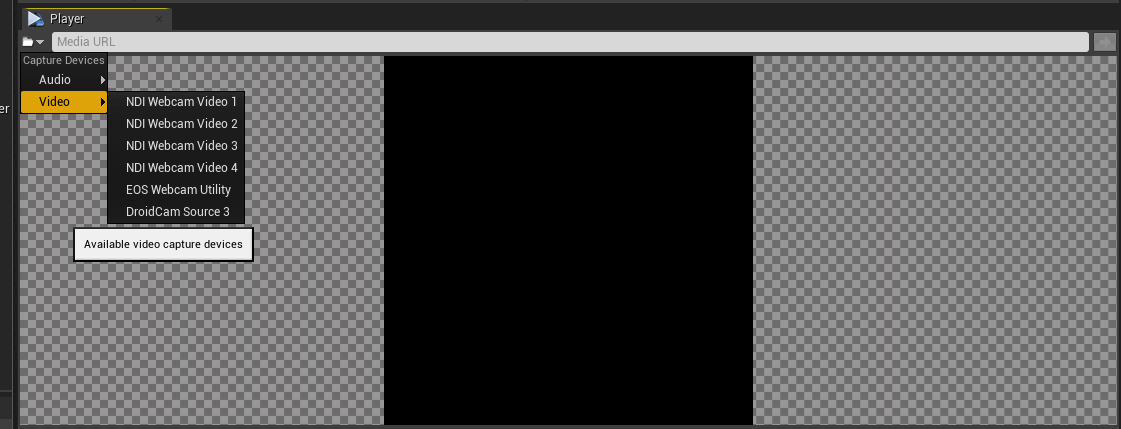 Player
Media URL
Capture Devices
Audio
er
Video
NDI Webcam Video 1
NDI Webcam Video 2
NDI Webcam Video 3
NDI Webcam Video 4
EOS Webcam Utility
DroidCam Source 3
Available video capture devices